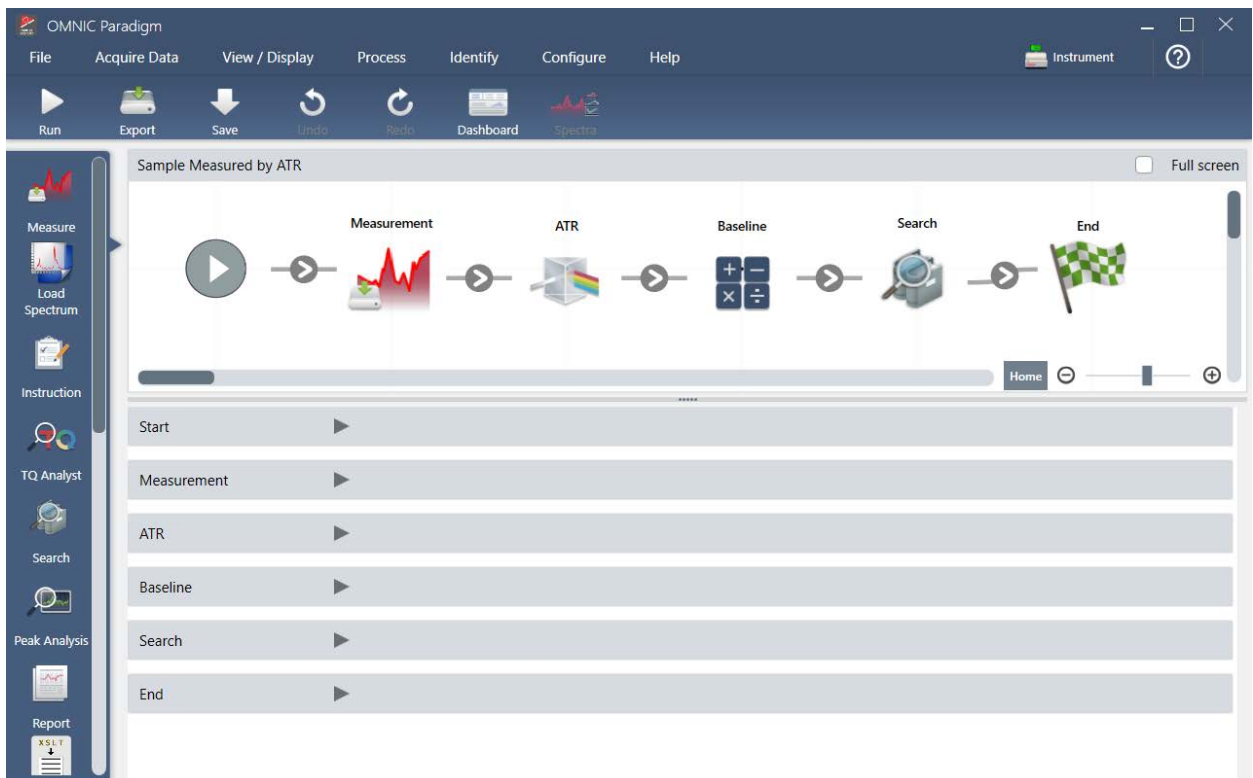 OMNIC Paradigm
File Acquire Data View / Display Process Identify Configure Help Instrument
Run Export Save Undo Redo Dashboard Spectra
Sample Measured by ATR Full screen
Measure
Load
Spectrum
Instruction
TQ Analyst
Search
Peak Analysis
Report
XSLT
Measurement ATR Baseline Search End
Home
Start
Measurement
ATR
Baseline
Search
End